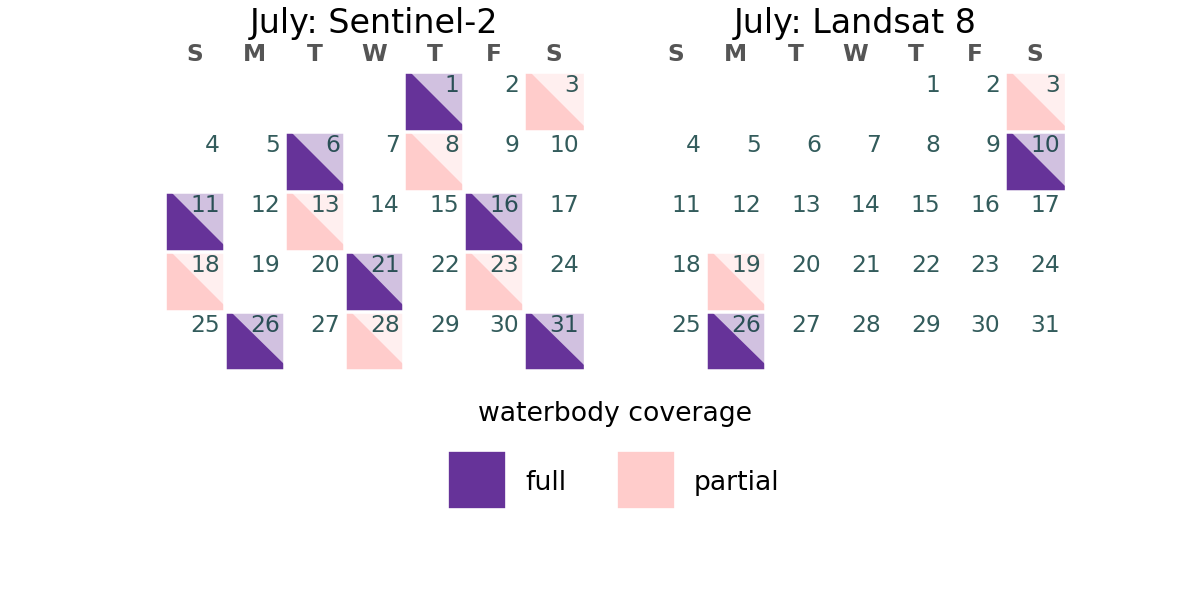 July: Sentinel-2
S M T W T F S
1 2 3
4 5 6 7 8 9 10
11 12 13 14 15 16 17
18 19 20 21 22 23 24
25 26 27 28 29 30 31
July: Landsat 8
S M T W T F S
1 2 3
4 5 6 7 8 9 10
11 12 13 14 15 16 17
18 19 20 21 22 23 24
25 26 27 28 29 30 31
waterbody coverage
full partial